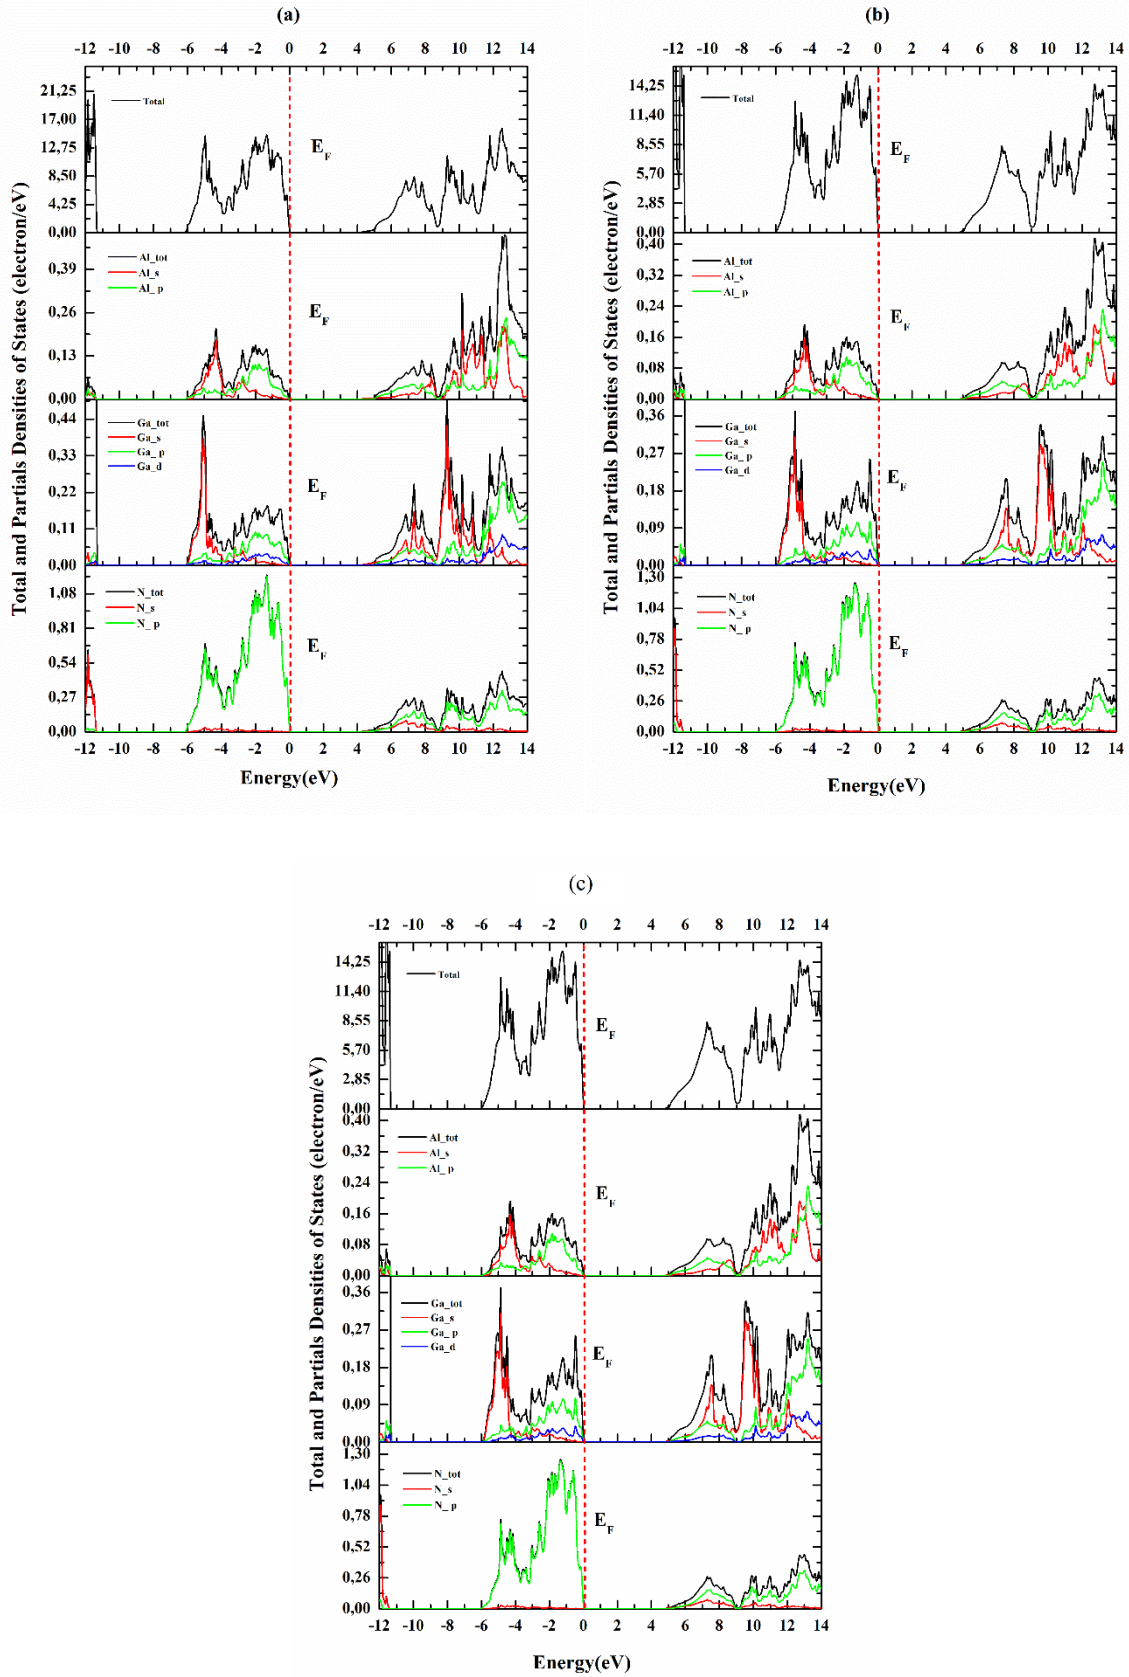 (a)
-12 -10 -8 -6 -4 -2 0 2 4 6 8 10 12 14
Total and Partials Densities of States (electron/eV)
21,25
17,00
12,75
8,50
4,25
0,00
Total
E_F
0,39
0,26
0,13
0,00
Al_tot
Al_s
Al_p
E_F
0,44
0,33
0,22
0,11
0,00
Ga_tot
Ga_s
Ga_p
Ga_d
E_F
1,08
0,81
0,54
0,27
0,00
N_tot
N_s
N_p
E_F
-12 -10 -8 -6 -4 -2 0 2 4 6 8 10 12 14
Energy(eV)
(b)
-12 -10 -8 -6 -4 -2 0 2 4 6 8 10 12 14
Total and Partials Densities of States (electron/eV)
14,25
11,40
8,55
5,70
2,85
0,00
Total
E_F
0,40
0,32
0,24
0,16
0,08
0,00
Al_tot
Al_s
Al_p
E_F
0,36
0,27
0,18
0,09
0,00
Ga_tot
Ga_s
Ga_p
Ga_d
E_F
1,30
1,04
0,78
0,52
0,26
0,00
N_tot
N_s
N_p
E_F
-12 -10 -8 -6 -4 -2 0 2 4 6 8 10 12 14
Energy(eV)
(c)
-12 -10 -8 -6 -4 -2 0 2 4 6 8 10 12 14
Total and Partials Densities of States (electron/eV)
14,25
11,40
8,55
5,70
2,85
0,00
Total
E_F
0,40
0,32
0,24
0,16
0,08
0,00
Al_tot
Al_s
Al_p
E_F
0,36
0,27
0,18
0,09
0,00
Ga_tot
Ga_s
Ga_p
Ga_d
E_F
1,30
1,04
0,78
0,52
0,26
0,00
N_tot
N_s
N_p
E_F
-12 -10 -8 -6 -4 -2 0 2 4 6 8 10 12 14
Energy(eV)